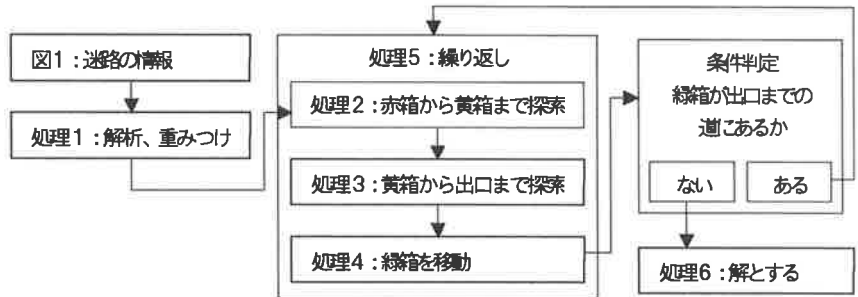 図1：迷路の情報
処理1：解析、重みつけ
処理5：繰り返し
処理2：赤箱から黄箱まで探索
処理3：黄箱から出口まで探索
処理4：緑箱を移動
条件判定
緑箱が出口までの
道にあるか
ない
ある
処理6：解とする